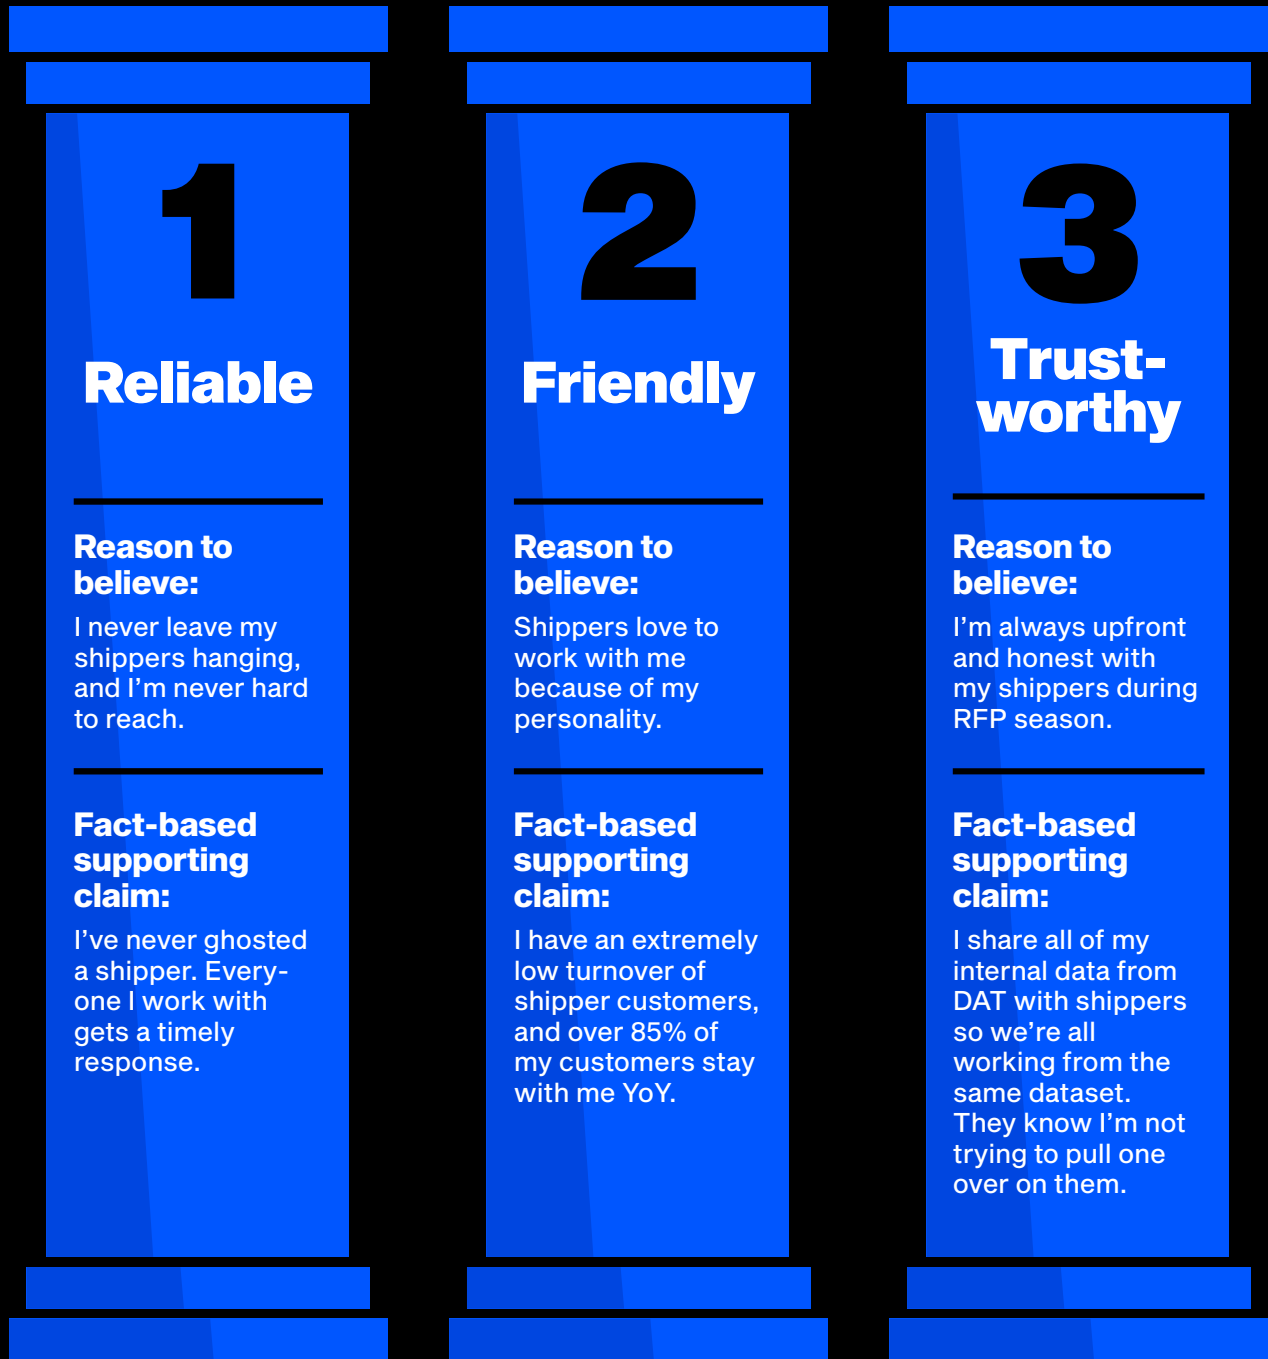 1
Reliable
Reason to
believe:
I never leave my
shippers hanging,
and I’m never hard
to reach.
Fact-based
supporting
claim:
I’ve never ghosted
a shipper. Every-
one I work with
gets a timely
response.
2
Friendly
Reason to
believe:
Shippers love to
work with me
because of my
personality.
Fact-based
supporting
claim:
I have an extremely
low turnover of
shipper customers,
and over 85% of
my customers stay
with me YoY.
3
Trust-
worthy
Reason to
believe:
I’m always upfront
and honest with
my shippers during
RFP season.
Fact-based
supporting
claim:
I share all of my
internal data from
DAT with shippers
so we’re all
working from the
same dataset.
They know I’m not
trying to pull one
over on them.